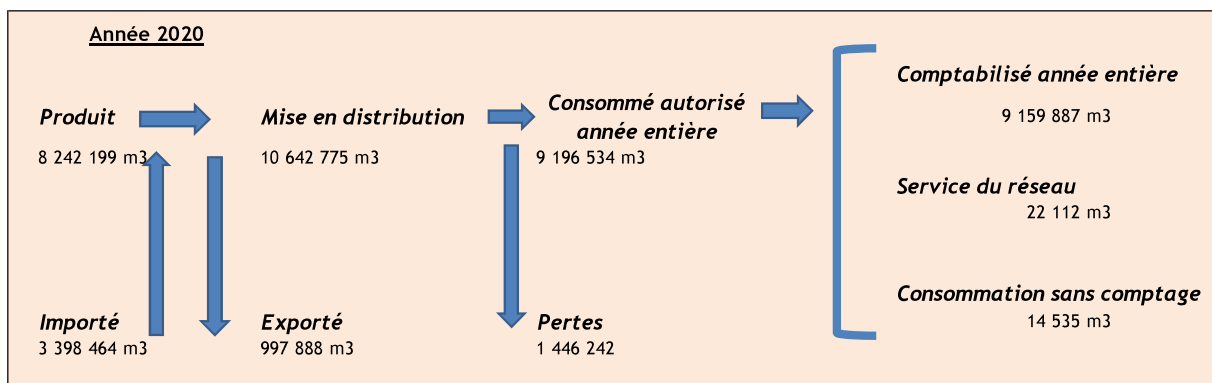 Année 2020
Produit
8 242 199 m3
Importé
3 398 464 m3
Mise en distribution
10 642 775 m3
Exporté
997 888 m3
Consommé autorisé
année entière
9 196 534 m3
Pertes
1 446 242
Comptabilisé année entière
9 159 887 m3
Service du réseau
22 112 m3
Consommation sans comptage
14 535 m3